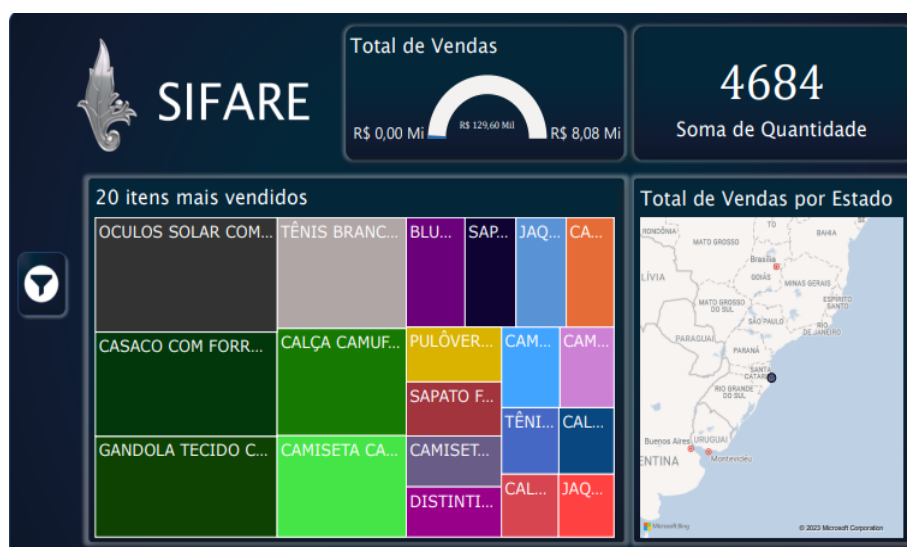 SIFARE
Total de Vendas
R$ 0,00 Mi
R$ 129,60 Mil
R$ 8,08 Mi
4684
Soma de Quantidade
20 itens mais vendidos
OCULOS SOLAR COM...
TÊNIS BRANC...
BLU...
SAP...
JAQ...
CA...
CASACO COM FORR...
CALÇA CAMUF...
PULÔVER...
CAM...
CAM...
SAPATO F...
TÊNI...
CAL...
GANDOLA TECIDO C...
CAMISETA CA...
CAMISET...
DISTINTI...
CAL...
JAQ...
Total de Vendas por Estado
RONDÔNIA
TO
SE
MATO GROSSO
BAHIA
Brasília
LÍVIA
GOIÁS
MINAS GERAIS
MATO GROSSO
DO SUL
ESPÍRITO
SANTO
SÃO PAULO
RIO
DE JANEIRO
PARAGUAI
PARANÁ
SANTA
CATAR
RIO GRANDE
DO SUL
Buenos Aires
URUGUAI
ENTINA
Montevideu
Microsoft Bing
© 2023 Microsoft Corporation